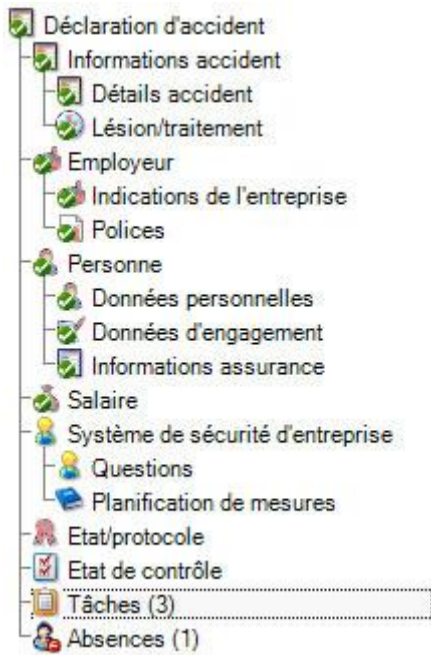 Déclaration d'accident
Informations accident
Détails accident
Lésion/traitement
Employeur
Indications de l'entreprise
Polices
Personne
Données personnelles
Données d'engagement
Informations assurance
Salaire
Système de sécurité d'entreprise
Questions
Planification de mesures
Etat/protocole
Etat de contrôle
Tâches (3)
Absences (1)